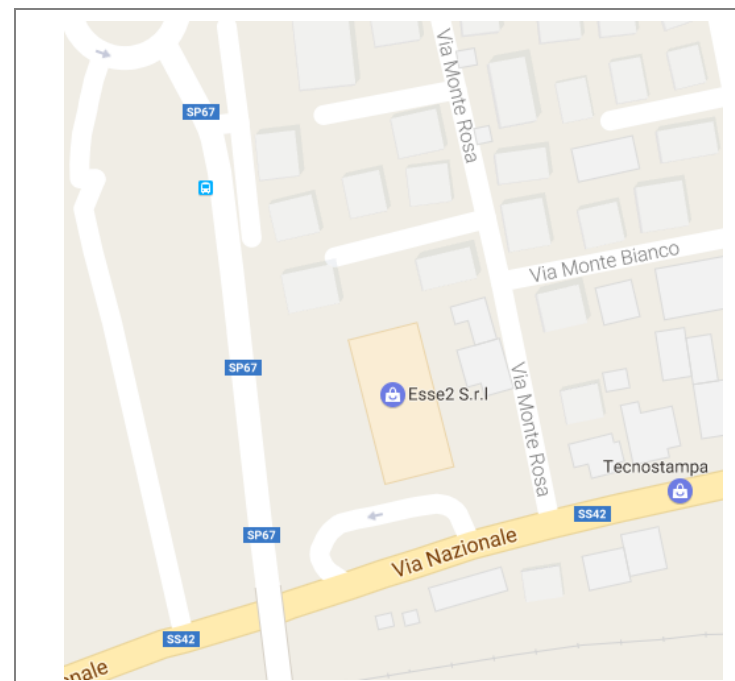 Via Monte Rosa
SP67
Via Monte Bianco
SP67
Via Monte Rosa
Esse2 S.r.l
Tecnostampa
SS42
SP67
Via Nazionale
SS42
nale